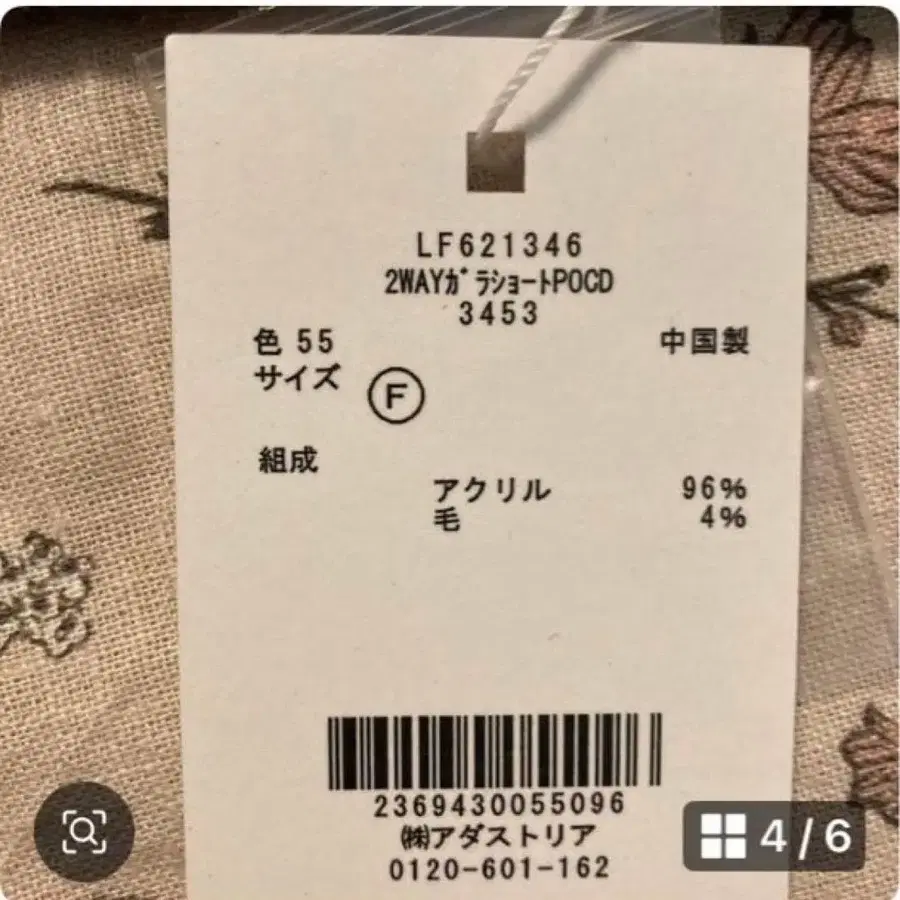 LF621346
2WAYガラショートPOCD
3453
色 55
中国製
サイズ Ⓕ
組成
アクリル 96%
毛 4%
2369430055096
㈱アダストリア
0120-601-162
4/6